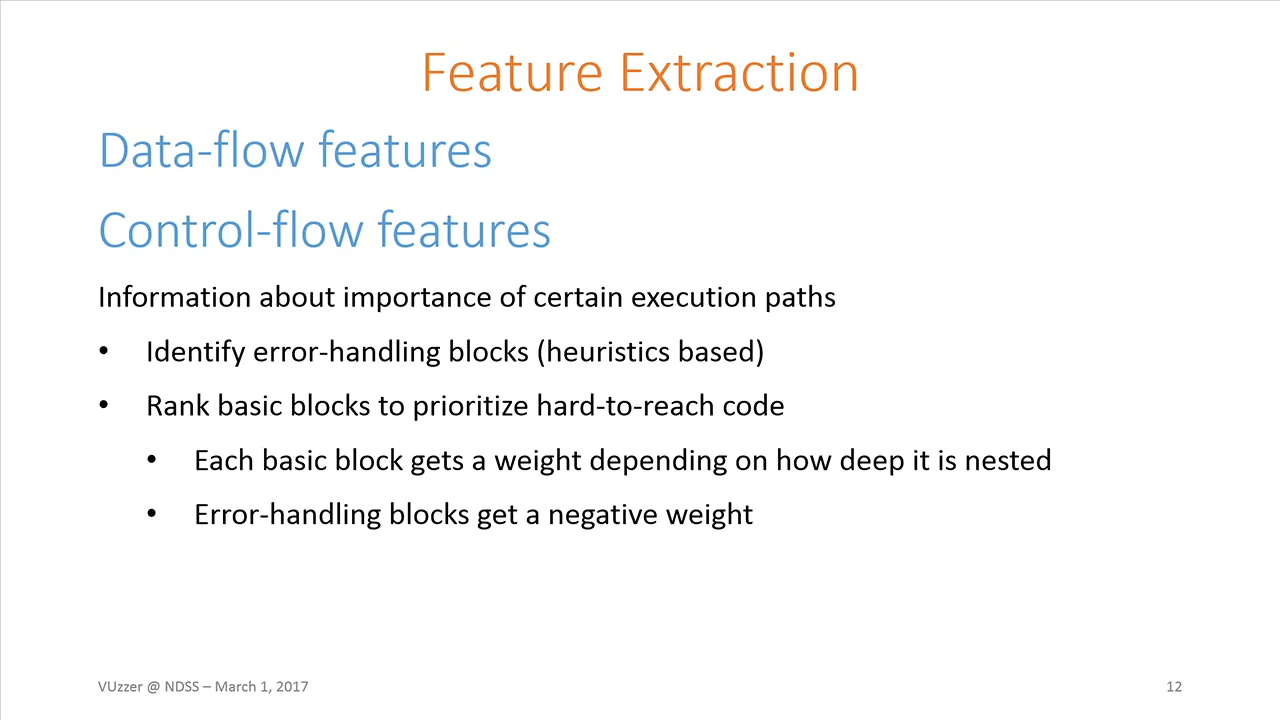 Feature Extraction
Data-flow features
Control-flow features
Information about importance of certain execution paths
• Identify error-handling blocks (heuristics based)
• Rank basic blocks to prioritize hard-to-reach code
• Each basic block gets a weight depending on how deep it is nested
• Error-handling blocks get a negative weight
VUzzer @ NDSS – March 1, 2017
12